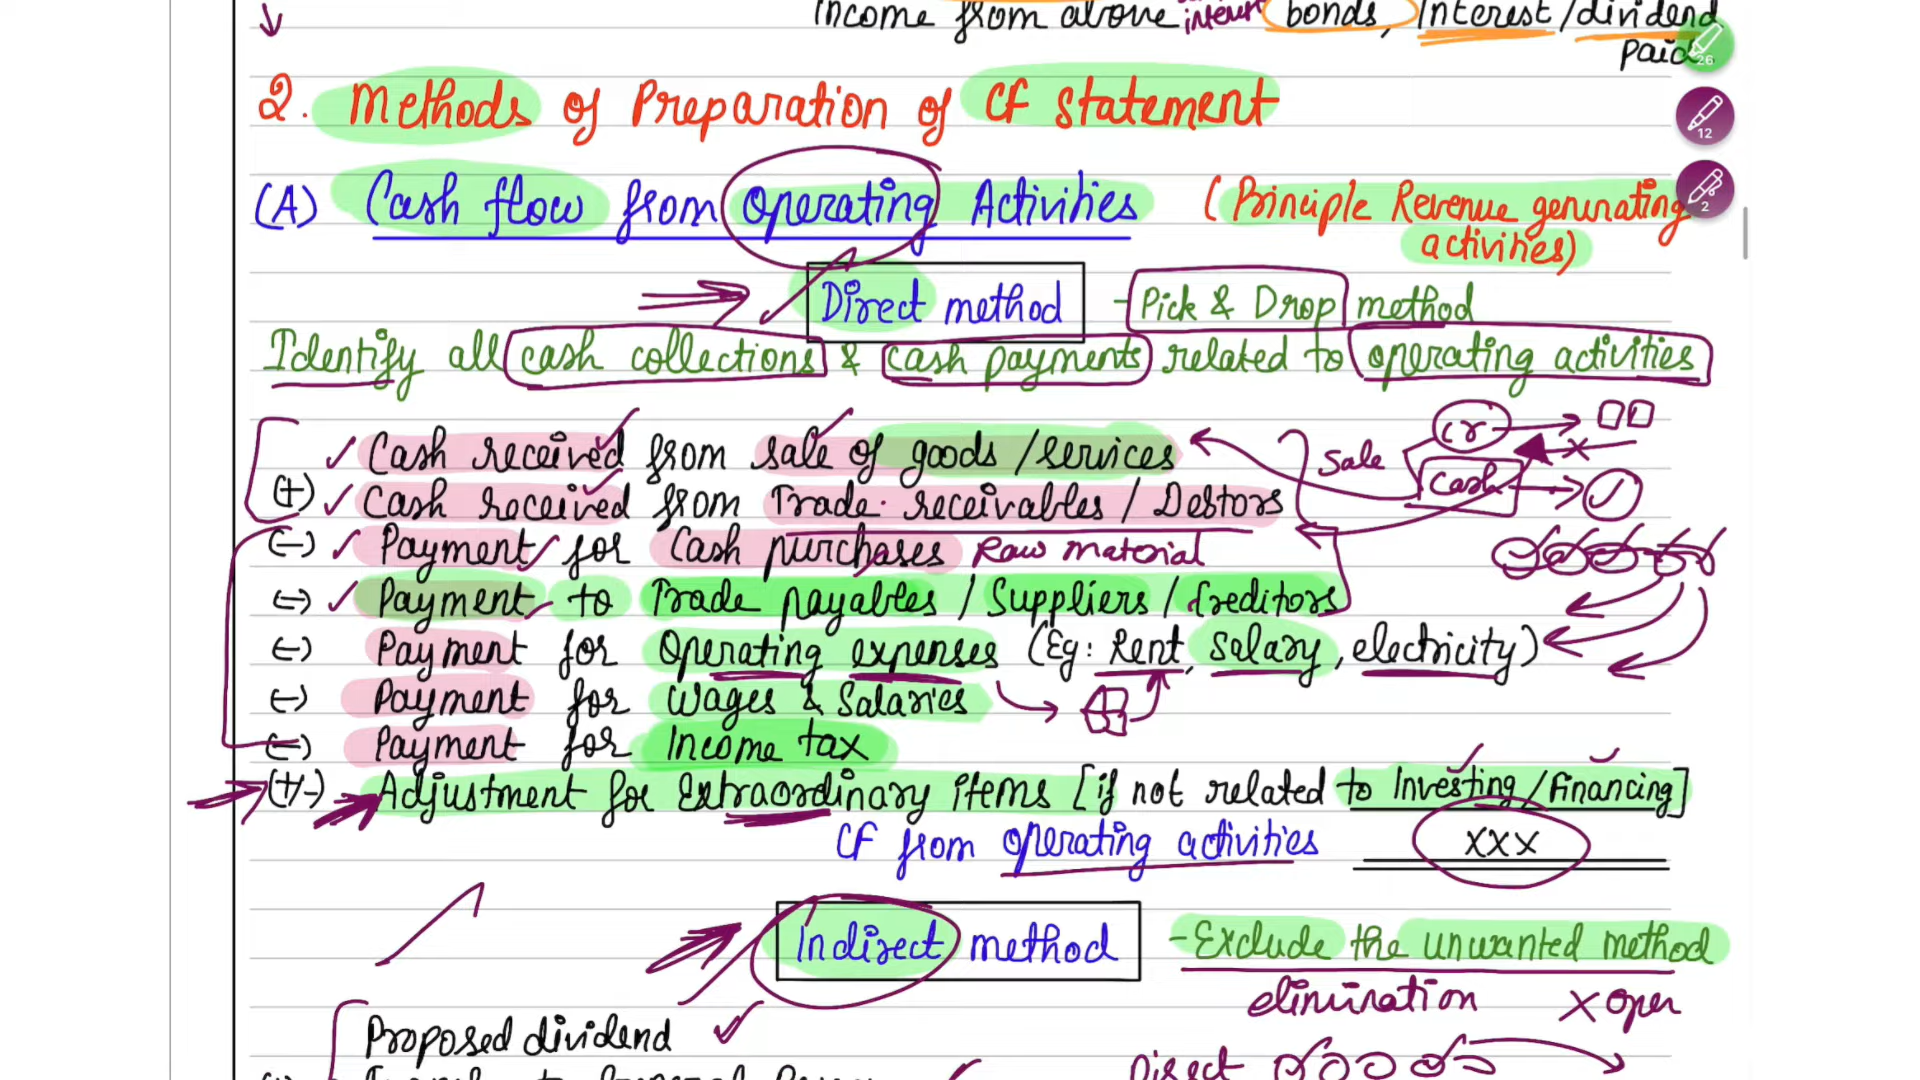 Income from above interest bonds, Interest/dividend
paid
26
12
2
2. Methods of Preparation of CF Statement
(A) Cash flow from Operating Activities (Principle Revenue generating
activities)
Direct method - Pick & Drop method
Identify all cash collections & cash payments related to operating activities
Cash received from sale of goods/services
Sale cr
Cash
(+) Cash received from Trade receivables / Debtors
(-) Payment for Cash purchases Raw material
(-) Payment to Trade payables / Suppliers / Creditors
(-) Payment for Operating expenses (Eg: Rent, Salary, electricity)
(-) Payment for Wages & Salaries
(-) Payment for Income tax
(+/-) Adjustment for Extraordinary items [if not related to Investing/financing]
CF from operating activities xxx
Indirect method - Exclude the unwanted method
elimination x oper
Proposed dividend
Direct